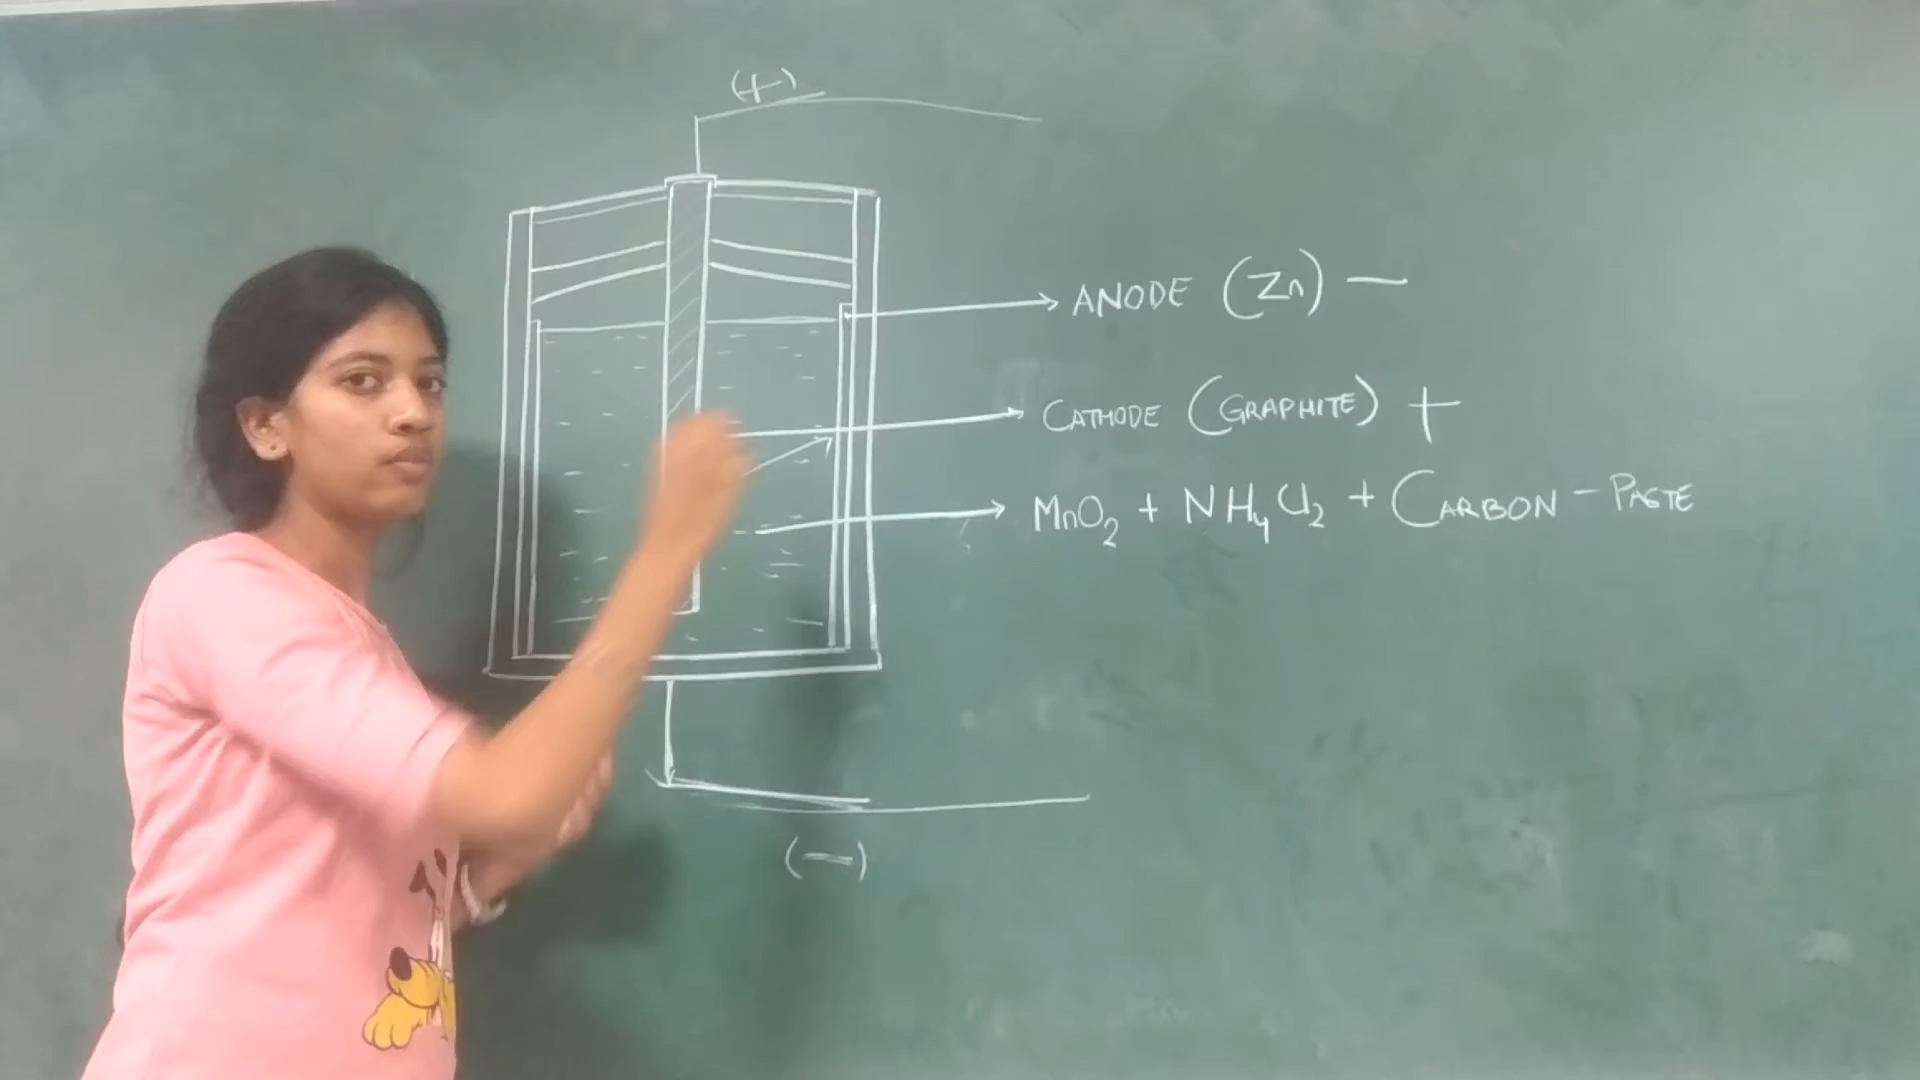 (+)
ANODE (Zn) —
CATHODE (GRAPHITE) +
MnO₂ + NH₄Cl₂ + CARBON - PASTE
(—)